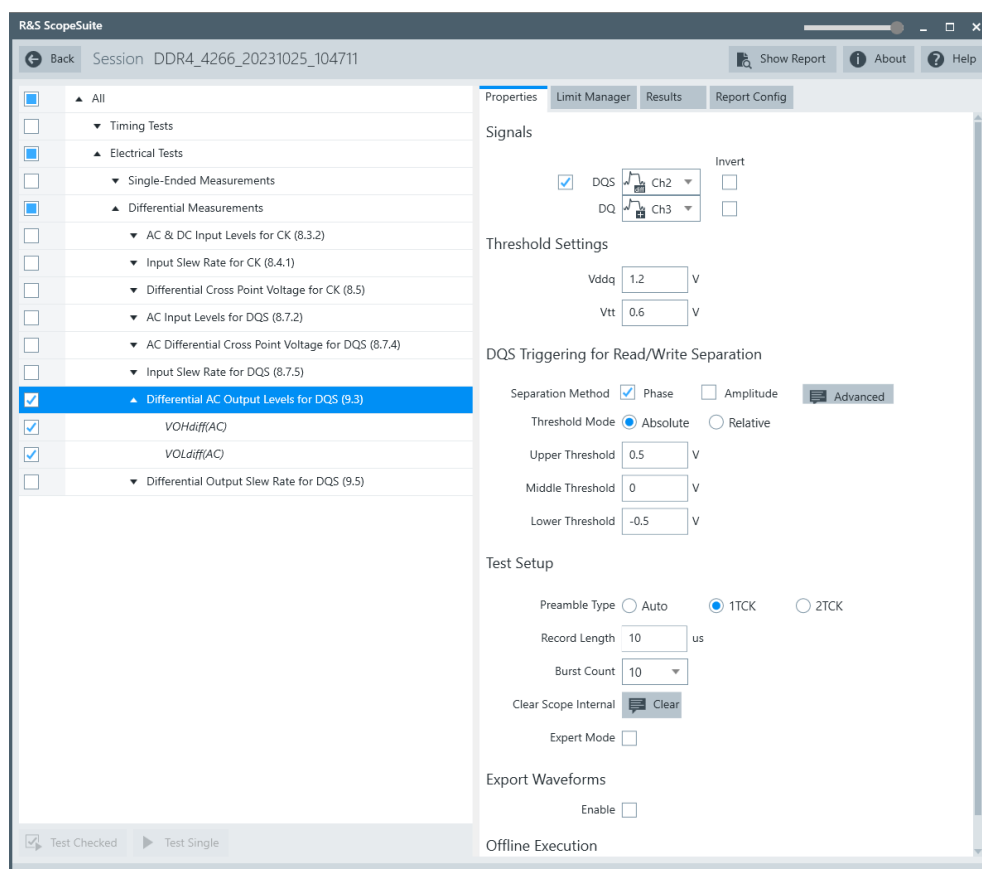 R&S ScopeSuite
Back Session DDR4_4266_20231025_104711 Show Report About Help
All
Timing Tests
Electrical Tests
Single-Ended Measurements
Differential Measurements
AC & DC Input Levels for CK (8.3.2)
Input Slew Rate for CK (8.4.1)
Differential Cross Point Voltage for CK (8.5)
AC Input Levels for DQS (8.7.2)
AC Differential Cross Point Voltage for DQS (8.7.4)
Input Slew Rate for DQS (8.7.5)
Differential AC Output Levels for DQS (9.3)
VOHdiff(AC)
VOLdiff(AC)
Differential Output Slew Rate for DQS (9.5)
Test Checked Test Single
Properties Limit Manager Results Report Config
Signals
Invert
DQS Ch2
DQ Ch3
Threshold Settings
Vddq 1.2 V
Vtt 0.6 V
DQS Triggering for Read/Write Separation
Separation Method Phase Amplitude Advanced
Threshold Mode Absolute Relative
Upper Threshold 0.5 V
Middle Threshold 0 V
Lower Threshold -0.5 V
Test Setup
Preamble Type Auto 1TCK 2TCK
Record Length 10 us
Burst Count 10
Clear Scope Internal Clear
Expert Mode
Export Waveforms
Enable
Offline Execution